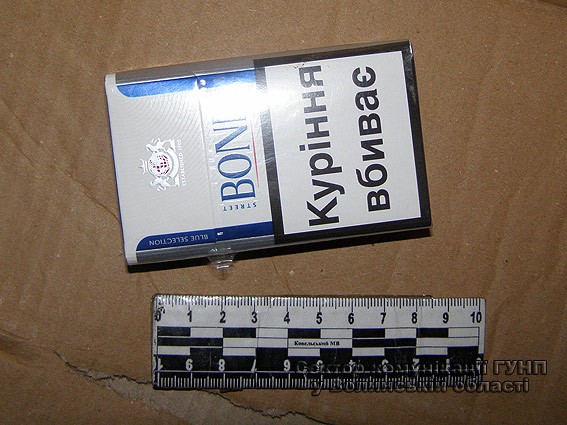 Куріння
вбиває
BOND
STREET
BLUE SELECTION
0 1 2 3 4 5 6 7 8 9 10
Ковельський МВ
Сектор комунікації ГУНП
у Волинській області